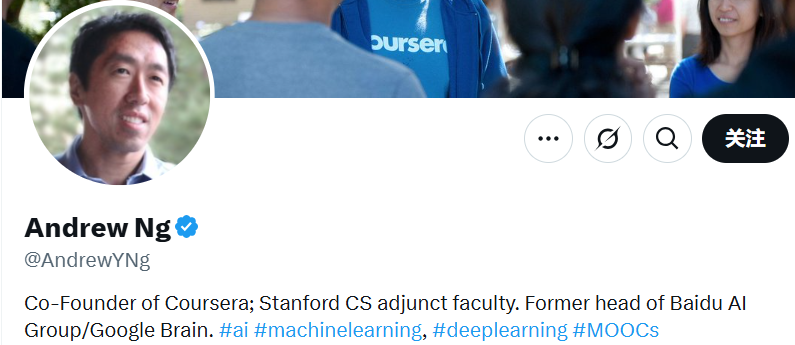 oursera
关注
Andrew Ng
@AndrewYNg
Co-Founder of Coursera; Stanford CS adjunct faculty. Former head of Baidu AI
Group/Google Brain. #ai #machinelearning, #deeplearning #MOOCs